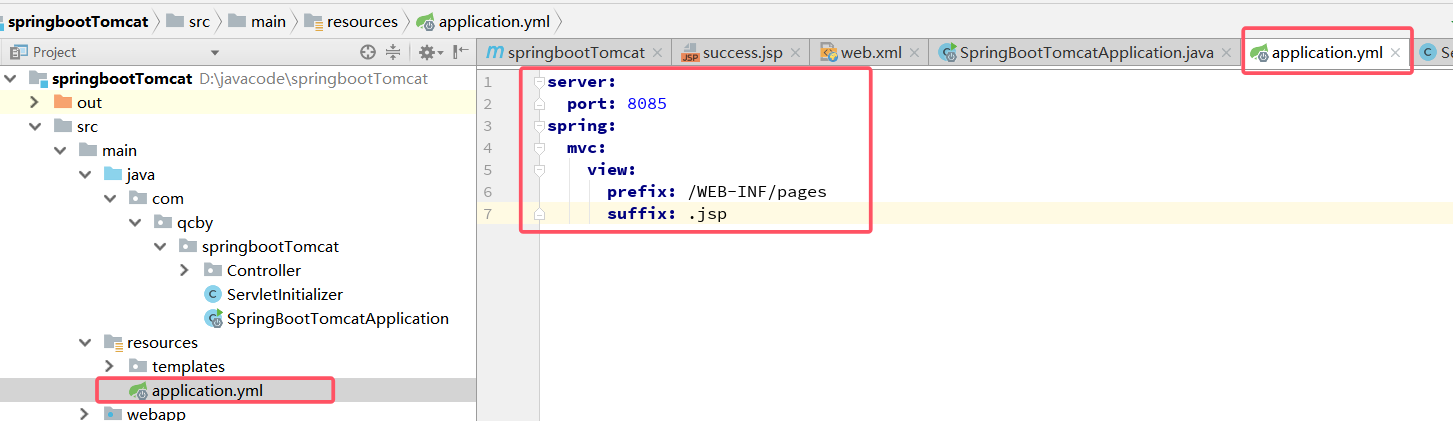 springbootTomcat src main resources application.yml
Project
springbootTomcat success.jsp web.xml SpringBootTomcatApplication.java application.yml Se
springbootTomcat D:\javacode\springbootTomcat
out
src
main
java
com
qcby
springbootTomcat
Controller
ServletInitializer
SpringBootTomcatApplication
resources
templates
application.yml
webapp
1 server:
2 port: 8085
3 spring:
4 mvc:
5 view:
6 prefix: /WEB-INF/pages
7 suffix: .jsp